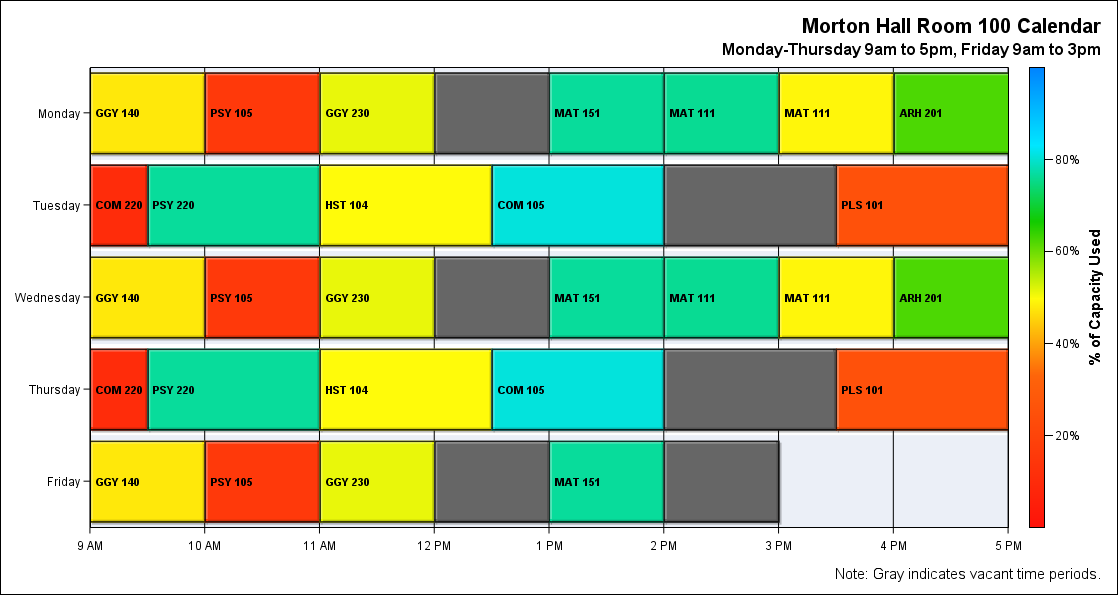 Morton Hall Room 100 Calendar
Monday-Thursday 9am to 5pm, Friday 9am to 3pm
Monday
GGY 140
PSY 105
GGY 230
MAT 151
MAT 111
MAT 111
ARH 201
Tuesday
COM 220
PSY 220
HST 104
COM 105
PLS 101
Wednesday
GGY 140
PSY 105
GGY 230
MAT 151
MAT 111
MAT 111
ARH 201
Thursday
COM 220
PSY 220
HST 104
COM 105
PLS 101
Friday
GGY 140
PSY 105
GGY 230
MAT 151
9 AM
10 AM
11 AM
12 PM
1 PM
2 PM
3 PM
4 PM
5 PM
80%
60%
40%
20%
% of Capacity Used
Note: Gray indicates vacant time periods.